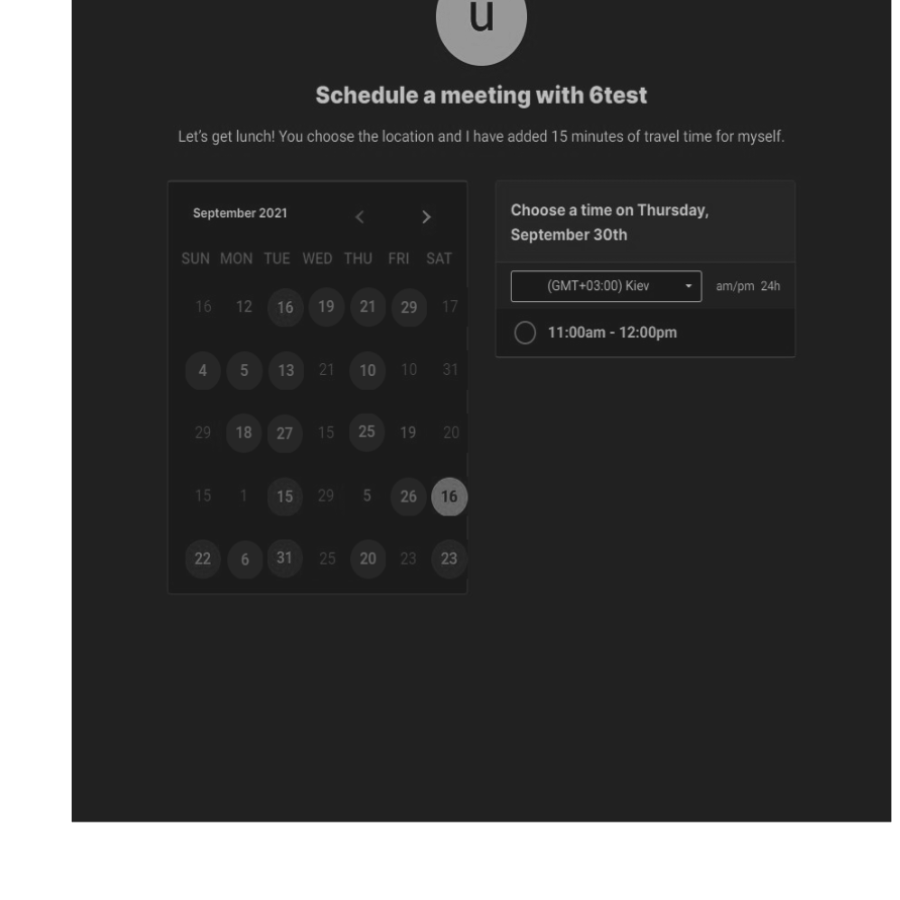 u
Schedule a meeting with 6test
Let's get lunch! You choose the location and I have added 15 minutes of travel time for myself.
September 2021
SUN MON TUE WED THU FRI SAT
16 12 16 19 21 29 17
4 5 13 21 10 10 31
29 18 27 15 25 19 20
15 1 15 29 5 26 16
22 6 31 25 20 23 23
Choose a time on Thursday,
September 30th
(GMT+03:00) Kiev am/pm 24h
11:00am - 12:00pm